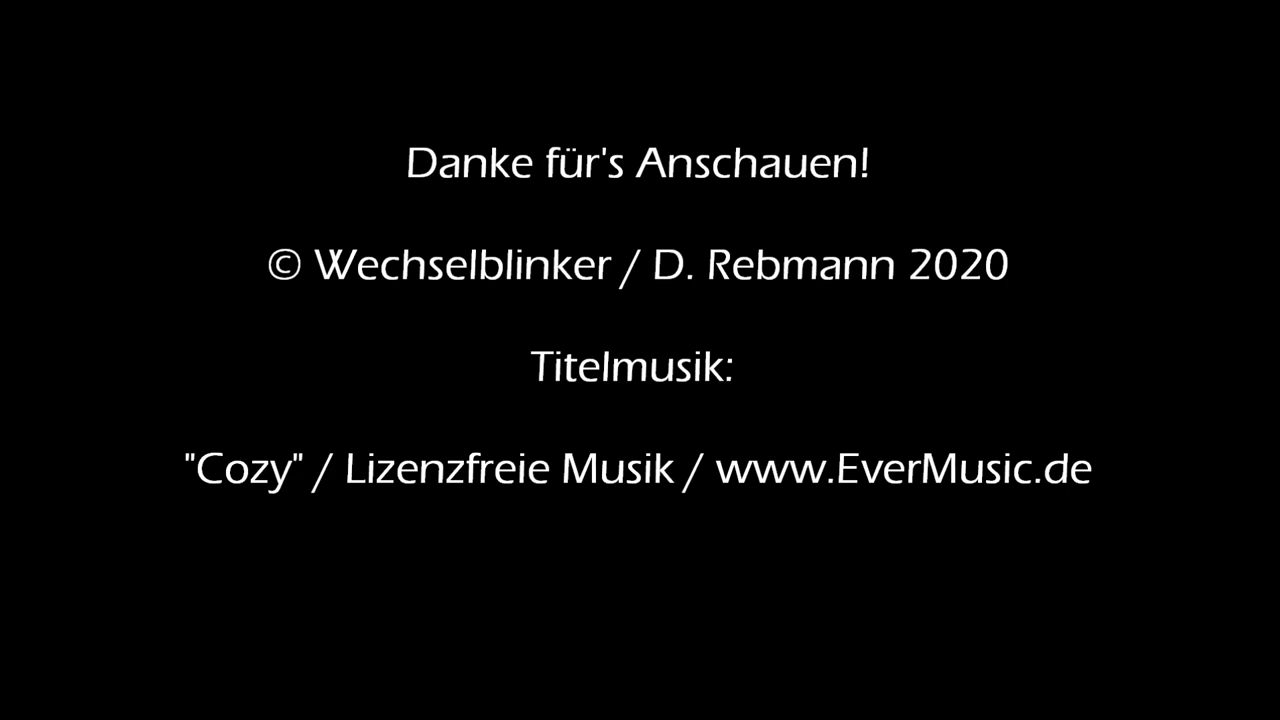 Danke für's Anschauen!
© Wechselblinker / D. Rebmann 2020
Titelmusik:
"Cozy" / Lizenzfreie Musik / www.EverMusic.de